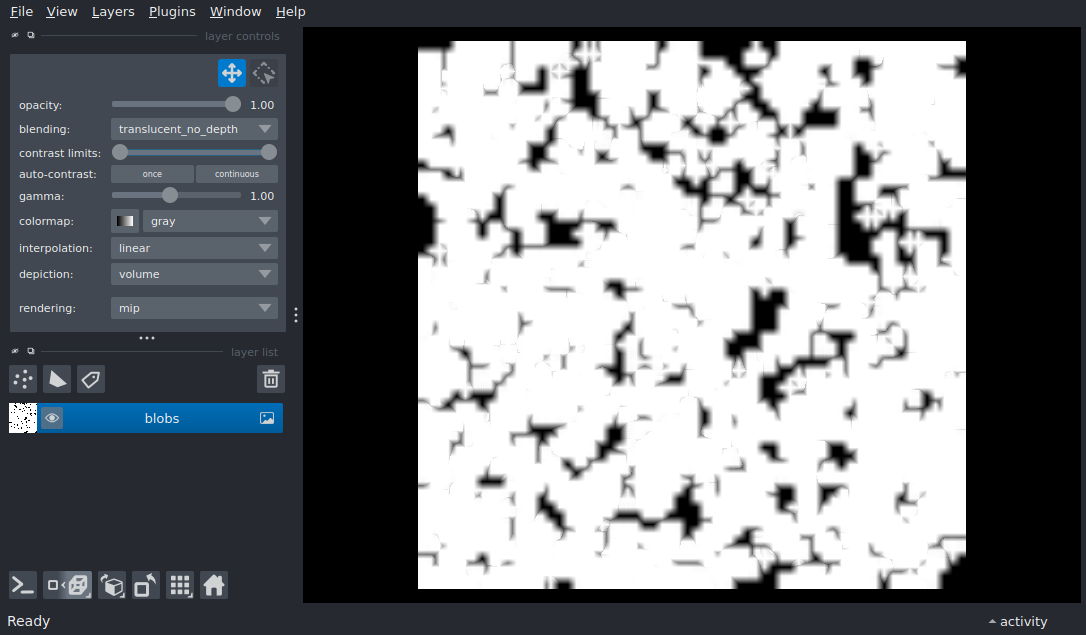 File View Layers Plugins Window Help
layer controls
opacity: 1.00
blending: translucent_no_depth
contrast limits:
auto-contrast: once continuous
gamma: 1.00
colormap: gray
interpolation: linear
depiction: volume
rendering: mip
layer list
blobs
Ready activity